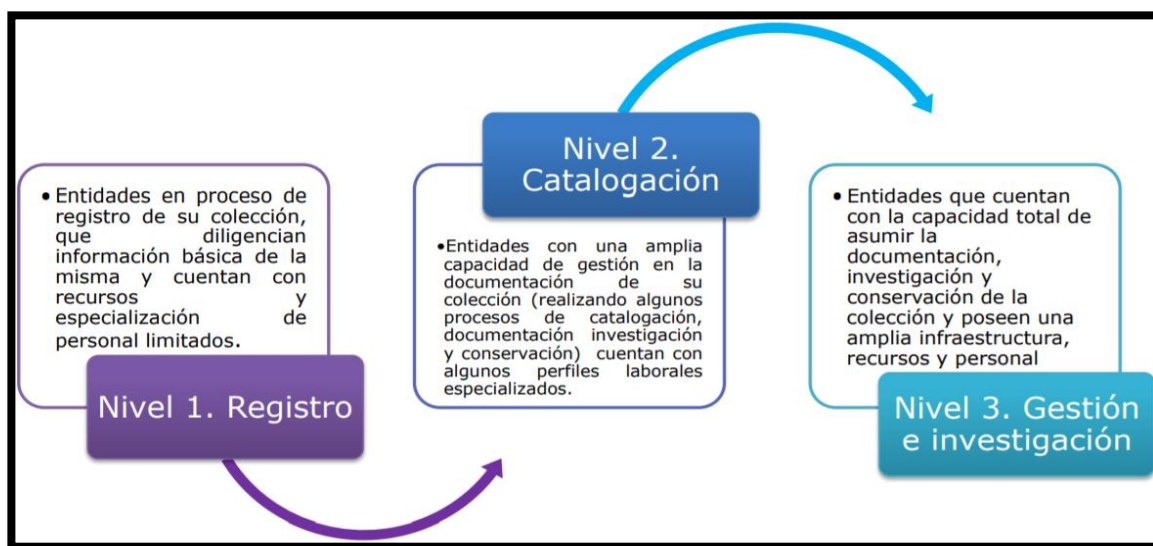 • Entidades en proceso de
registro de su colección,
que diligencian
información básica de la
misma y cuentan con
recursos y
especialización de
personal limitados.
Nivel 1. Registro
Nivel 2.
Catalogación
•Entidades con una amplia
capacidad de gestión en la
documentación de su
colección (realizando algunos
procesos de catalogación,
documentación investigación
y conservación) cuentan con
algunos perfiles laborales
especializados.
• Entidades que cuentan
con la capacidad total de
asumir la
documentación,
investigación y
conservación de la
colección y poseen una
amplia infraestructura,
recursos y personal
Nivel 3. Gestión
e investigación